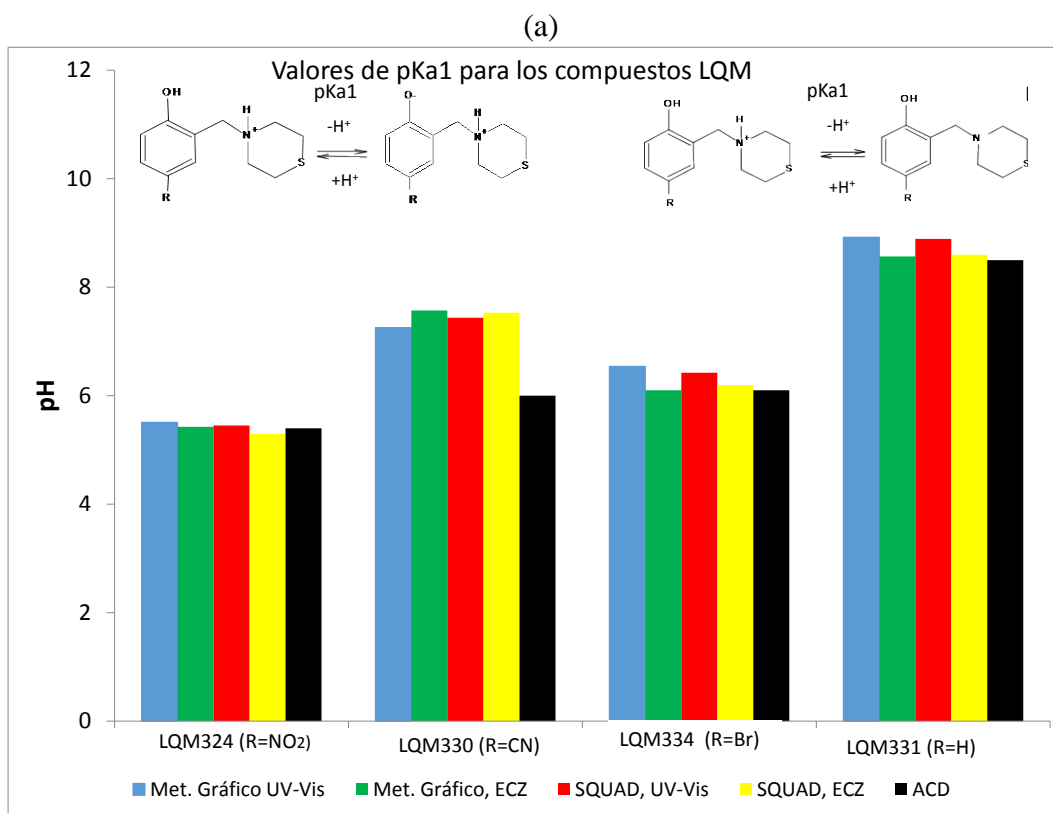 (a)
Valores de pKa1 para los compuestos LQM
12
10
8
6
4
2
0
pH
OH
H
N+
S
R
pKa1
-H+
+H+
O-
H
N+
S
R
OH
H
N+
S
R
pKa1
-H+
+H+
OH
N
S
R
LQM324 (R=NO2)
LQM330 (R=CN)
LQM334 (R=Br)
LQM331 (R=H)
Met. Gráfico UV-Vis
Met. Gráfico, ECZ
SQUAD, UV-Vis
SQUAD, ECZ
ACD